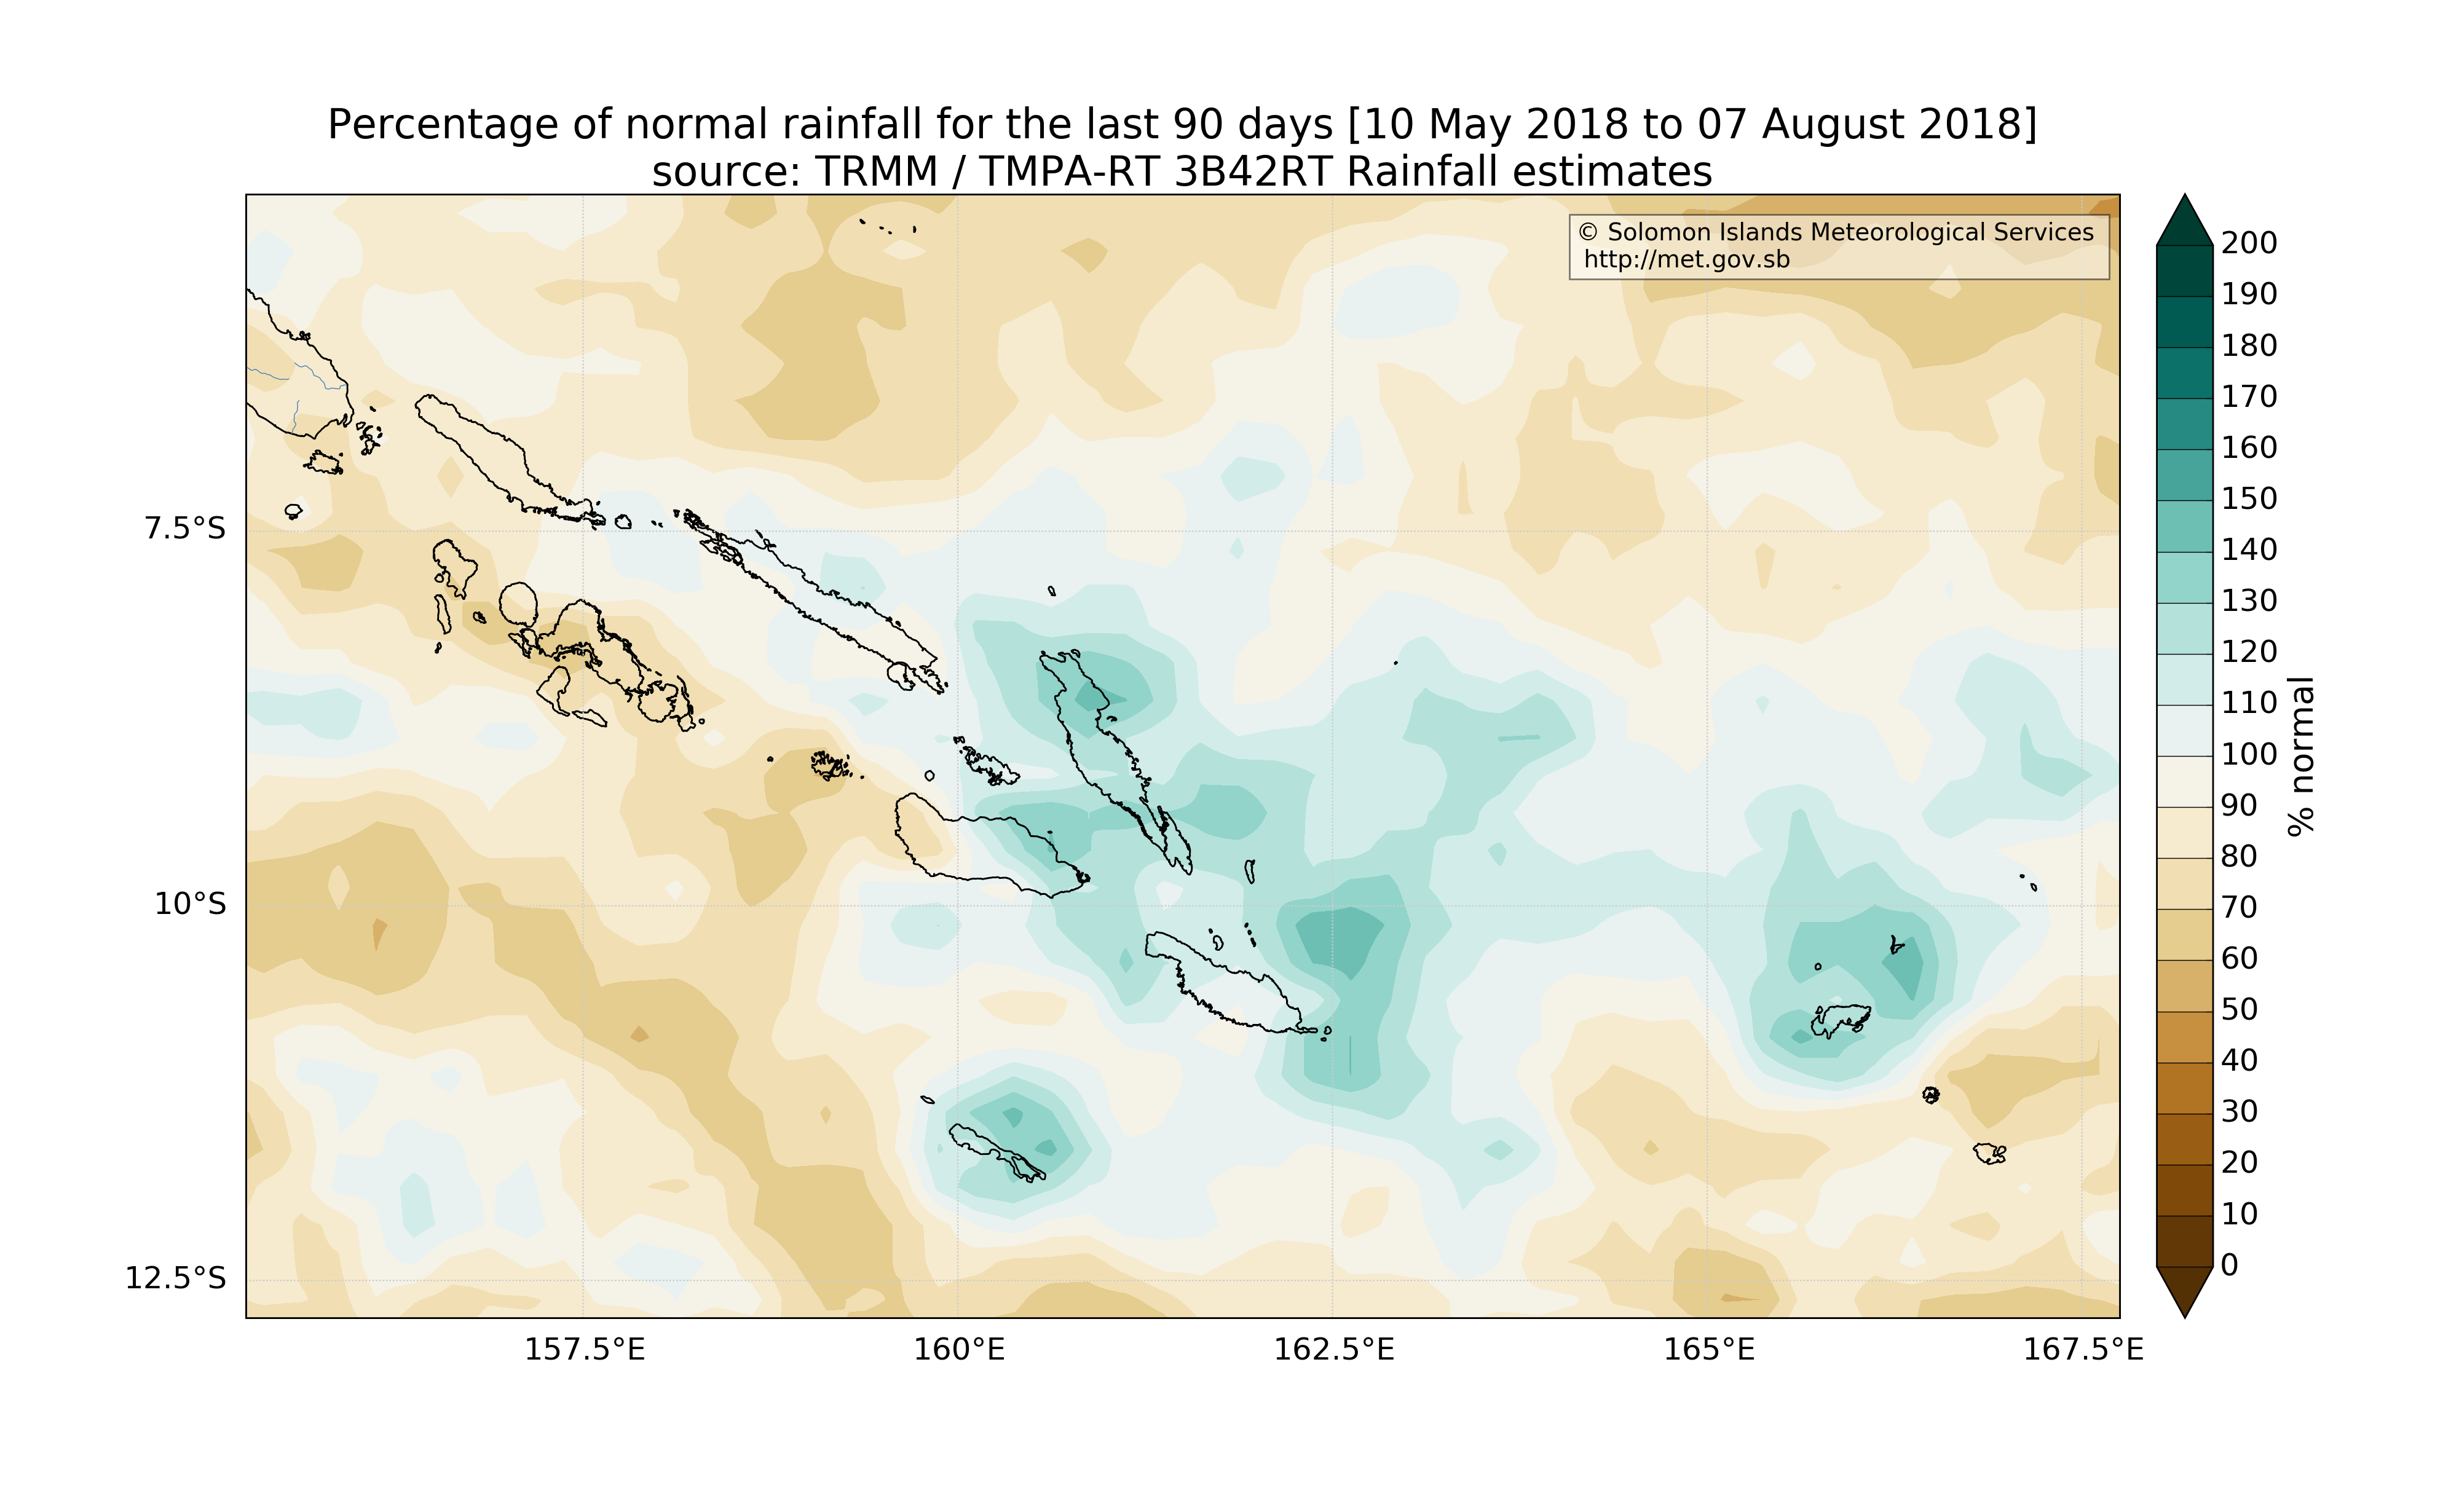 Percentage of normal rainfall for the last 90 days [10 May 2018 to 07 August 2018]
source: TRMM / TMPA-RT 3B42RT Rainfall estimates
© Solomon Islands Meteorological Services
http://met.gov.sb
7.5°S
10°S
12.5°S
157.5°E
160°E
162.5°E
165°E
167.5°E
200
190
180
170
160
150
140
130
120
110
100
90
80
70
60
50
40
30
20
10
0
% normal